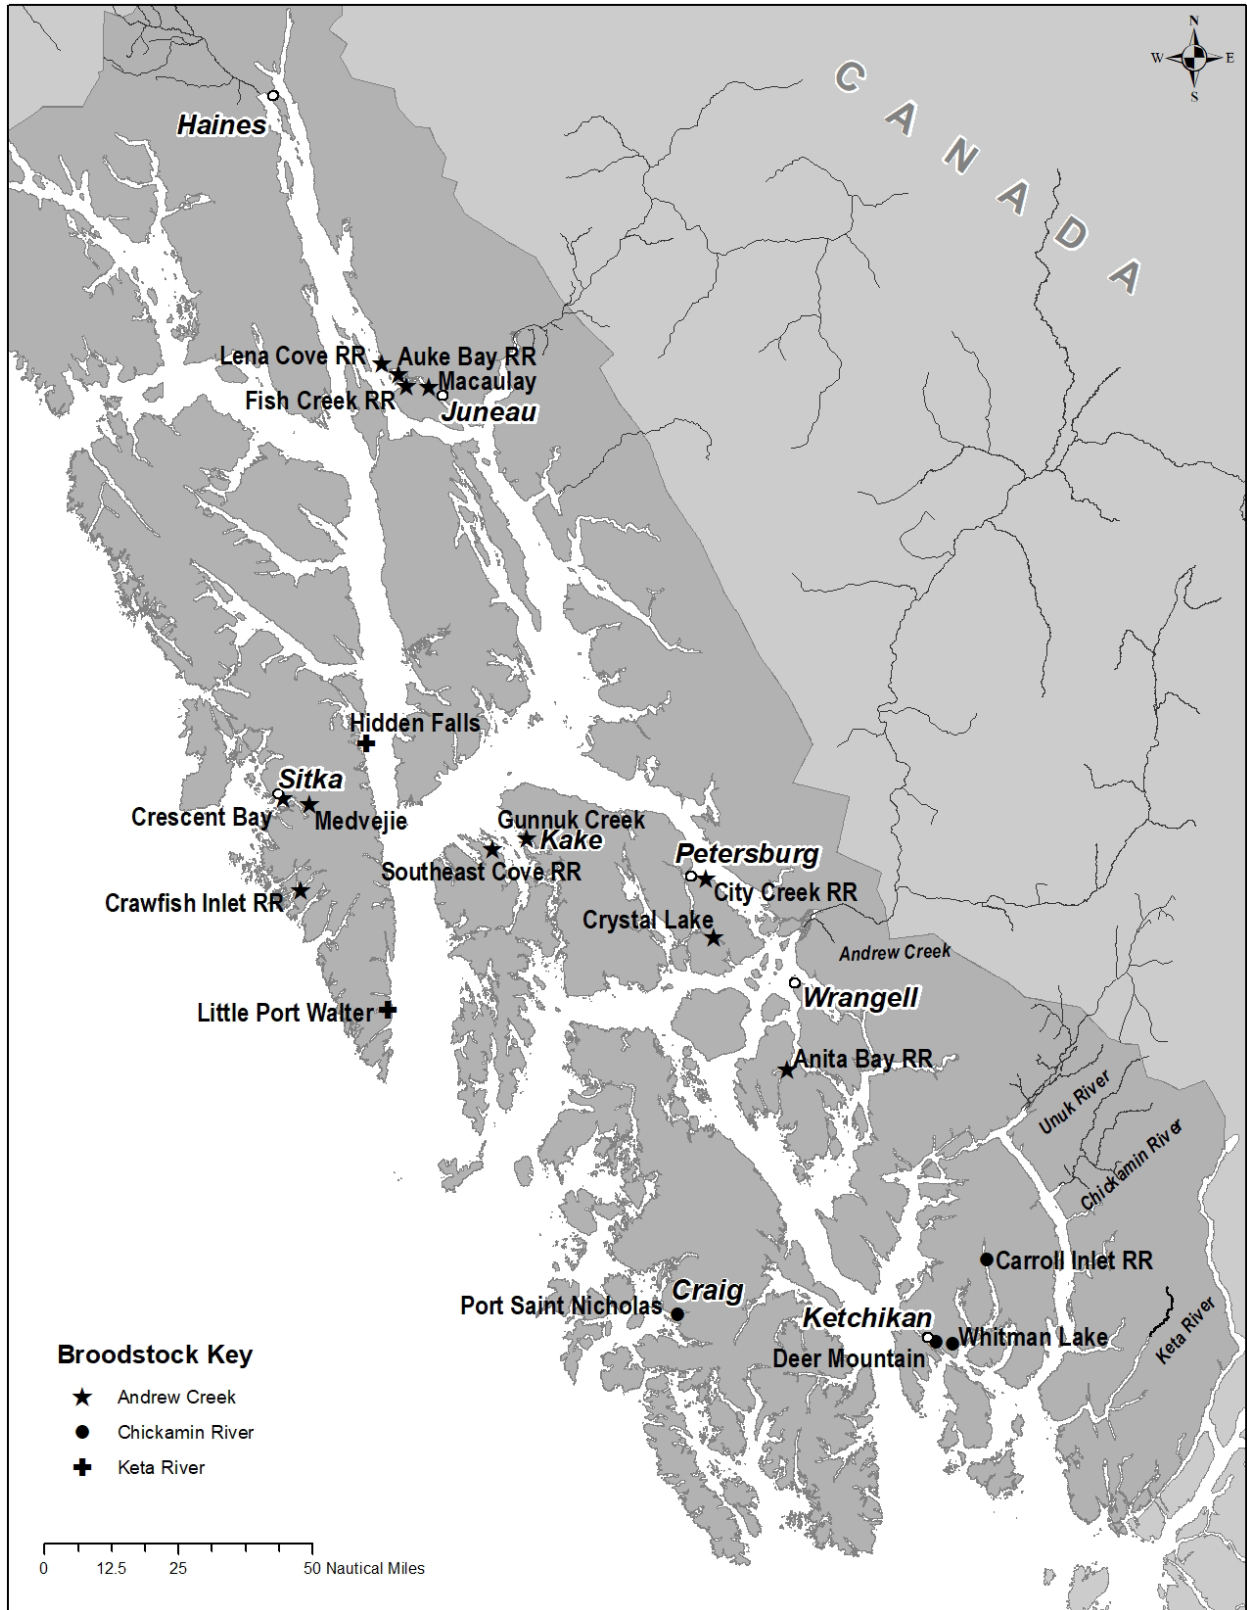 N
W E
S
CANADA
Haines
Lena Cove RR
Auke Bay RR
Macaulay
Fish Creek RR
Juneau
Hidden Falls
Sitka
Crescent Bay
Medvejie
Gunnuk Creek
Kake
Southeast Cove RR
Petersburg
City Creek RR
Crawfish Inlet RR
Crystal Lake
Andrew Creek
Wrangell
Little Port Walter
Anita Bay RR
Unuk River
Chickamin River
Carroll Inlet RR
Craig
Port Saint Nicholas
Ketchikan
Whitman Lake
Deer Mountain
Keta River
Broodstock Key
Andrew Creek
Chickamin River
Keta River
0 12.5 25 50 Nautical Miles